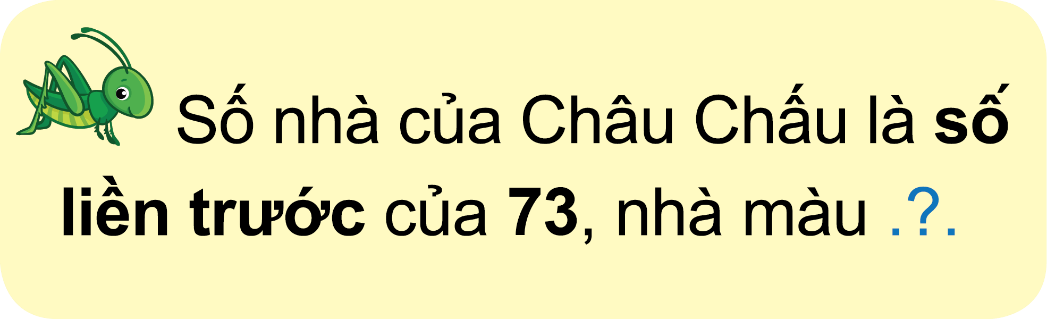 Số nhà của Châu Chấu là số
liền trước của 73, nhà màu .?.